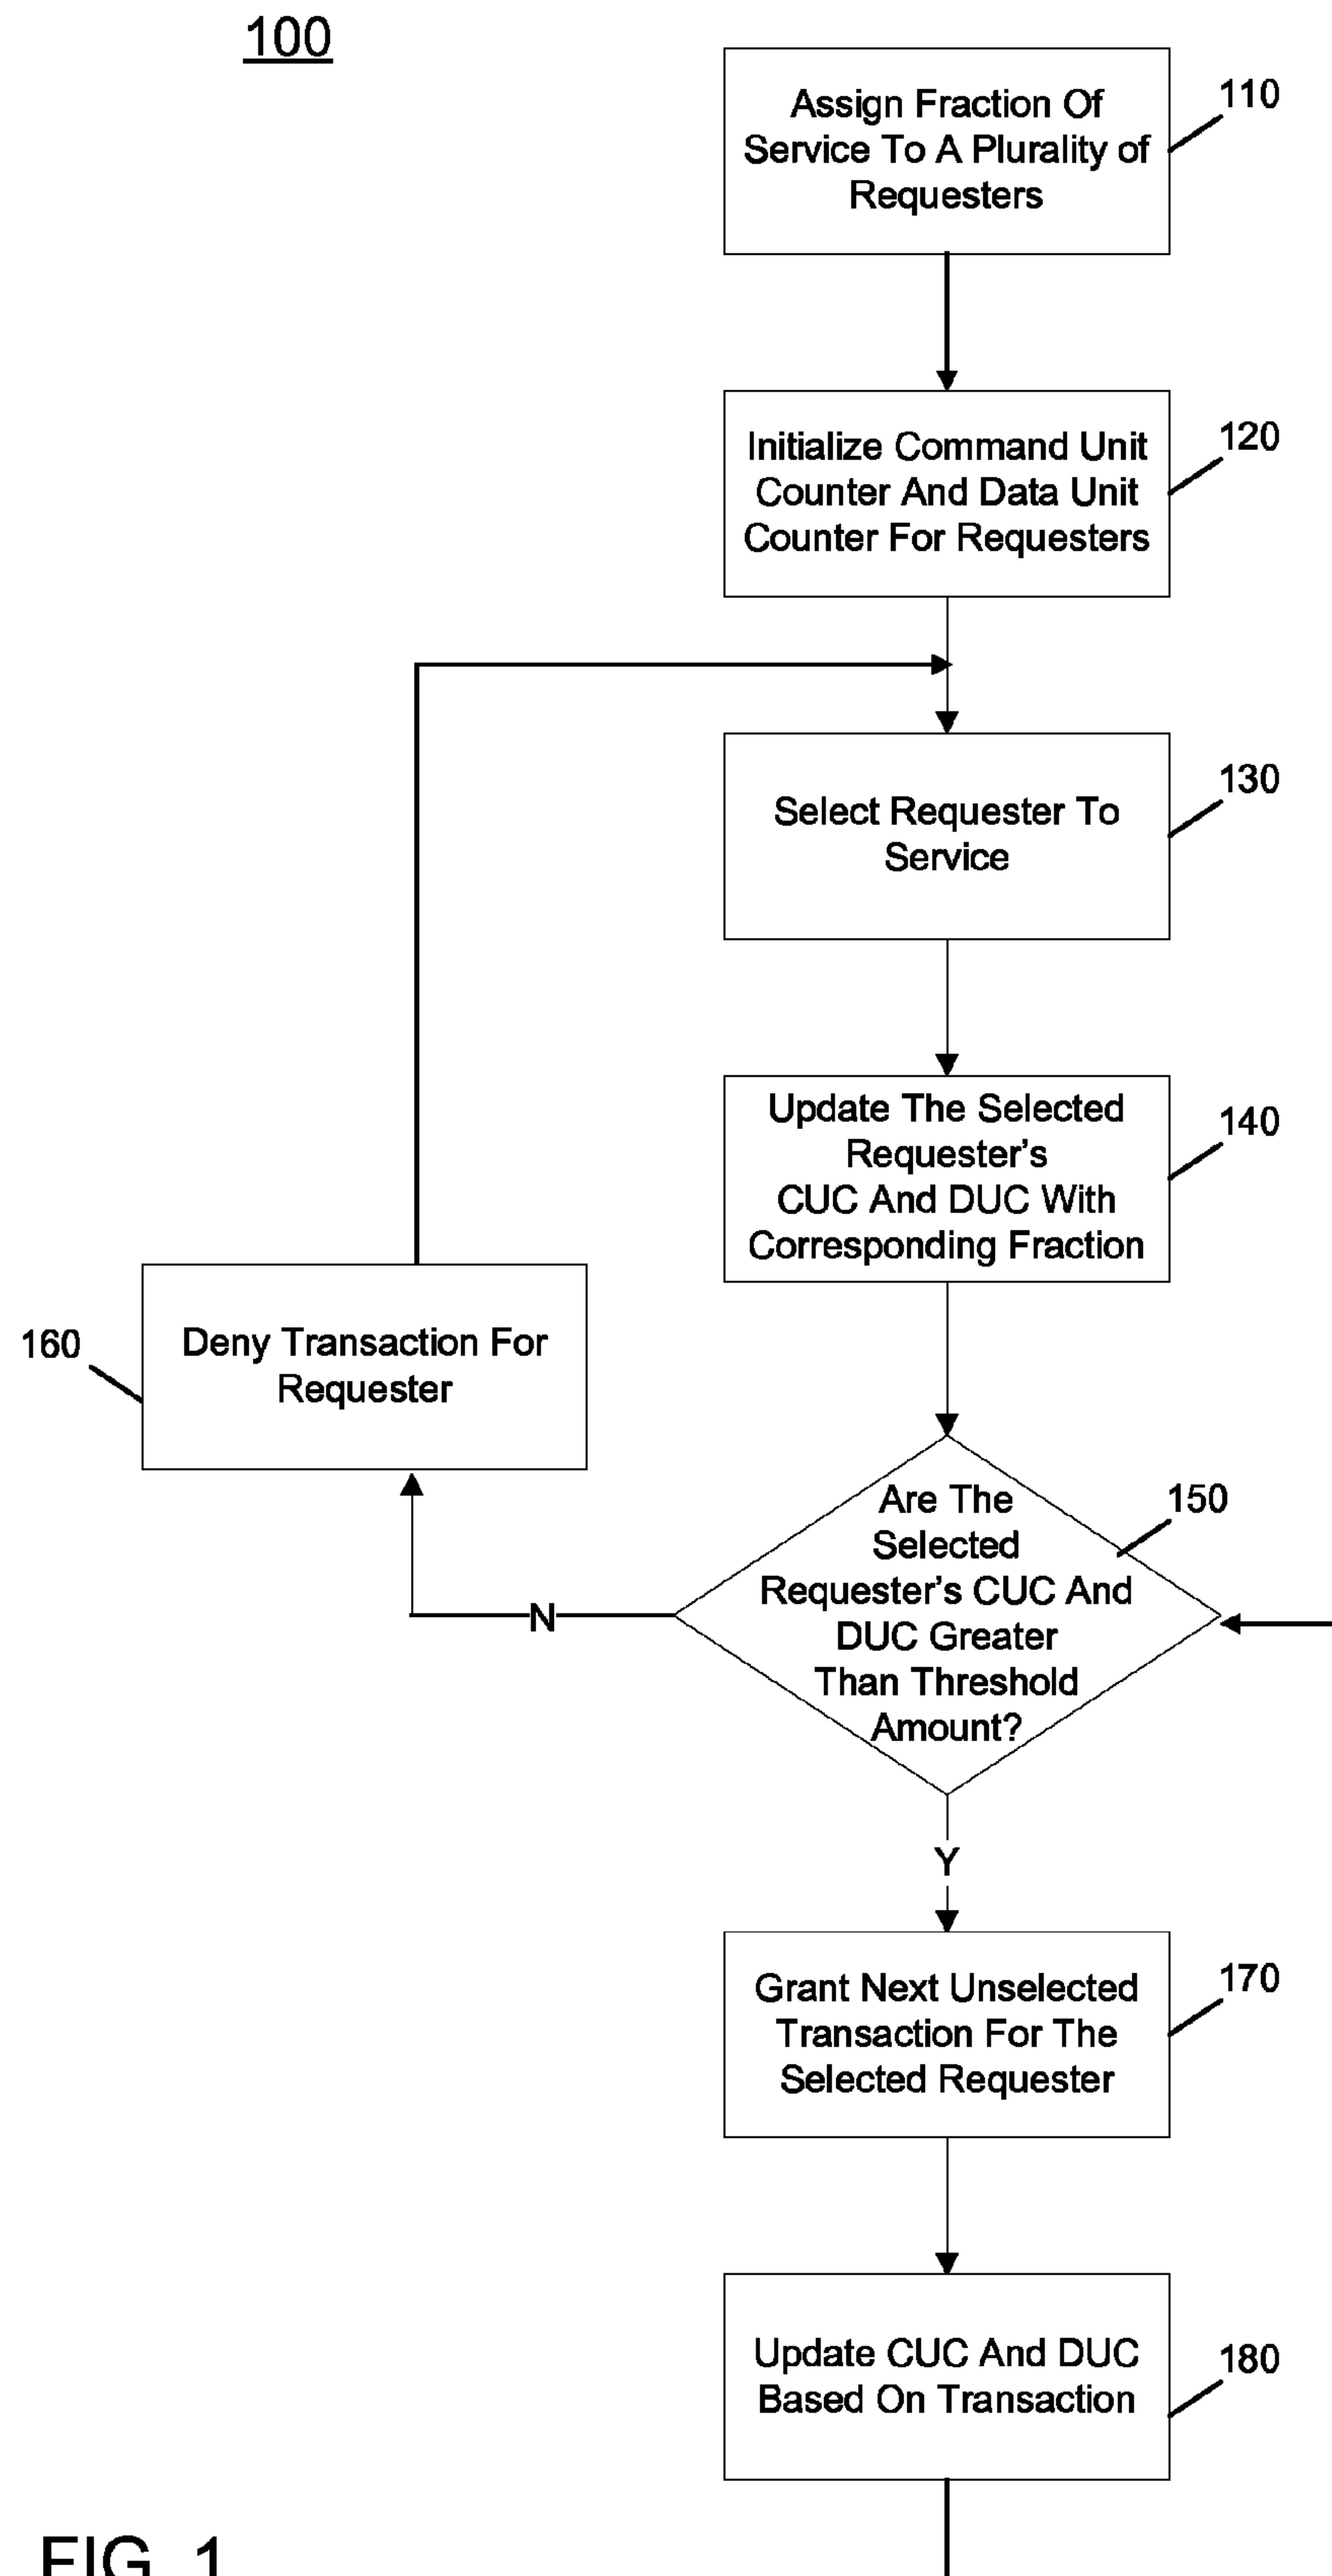 100
Assign Fraction Of
Service To A Plurality of
Requesters
110
Initialize Command Unit
Counter And Data Unit
Counter For Requesters
120
Select Requester To
Service
130
Update The Selected
Requester's
CUC And DUC With
Corresponding Fraction
140
Deny Transaction For
Requester
160
Are The
Selected
Requester's CUC And
DUC Greater
Than Threshold
Amount?
150
N
Y
Grant Next Unselected
Transaction For The
Selected Requester
170
Update CUC And DUC
Based On Transaction
180
FIG. 1